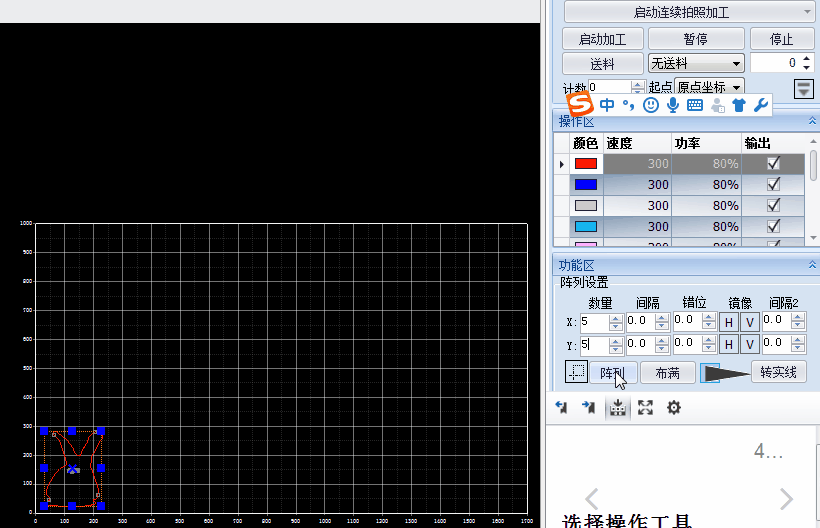 启动连续拍照加工
启动加工 暂停 停止
送料 无送料 0
计数 0 起点 原点坐标
中
操作区
颜色 速度 功率 输出
300 80%
300 80%
300 80%
300 80%
300 80%
功能区
阵列设置
数量 间隔 错位 镜像 间隔2
X: 5 0.0 0.0 H V 0.0
Y: 5 0.0 0.0 H V 0.0
阵列 布满 转实线
4...
选择操作工具
1000
900
800
700
600
500
400
300
200
100
0
0 100 200 300 400 500 600 700 800 900 1000 1100 1200 1300 1400 1500 1600 1700